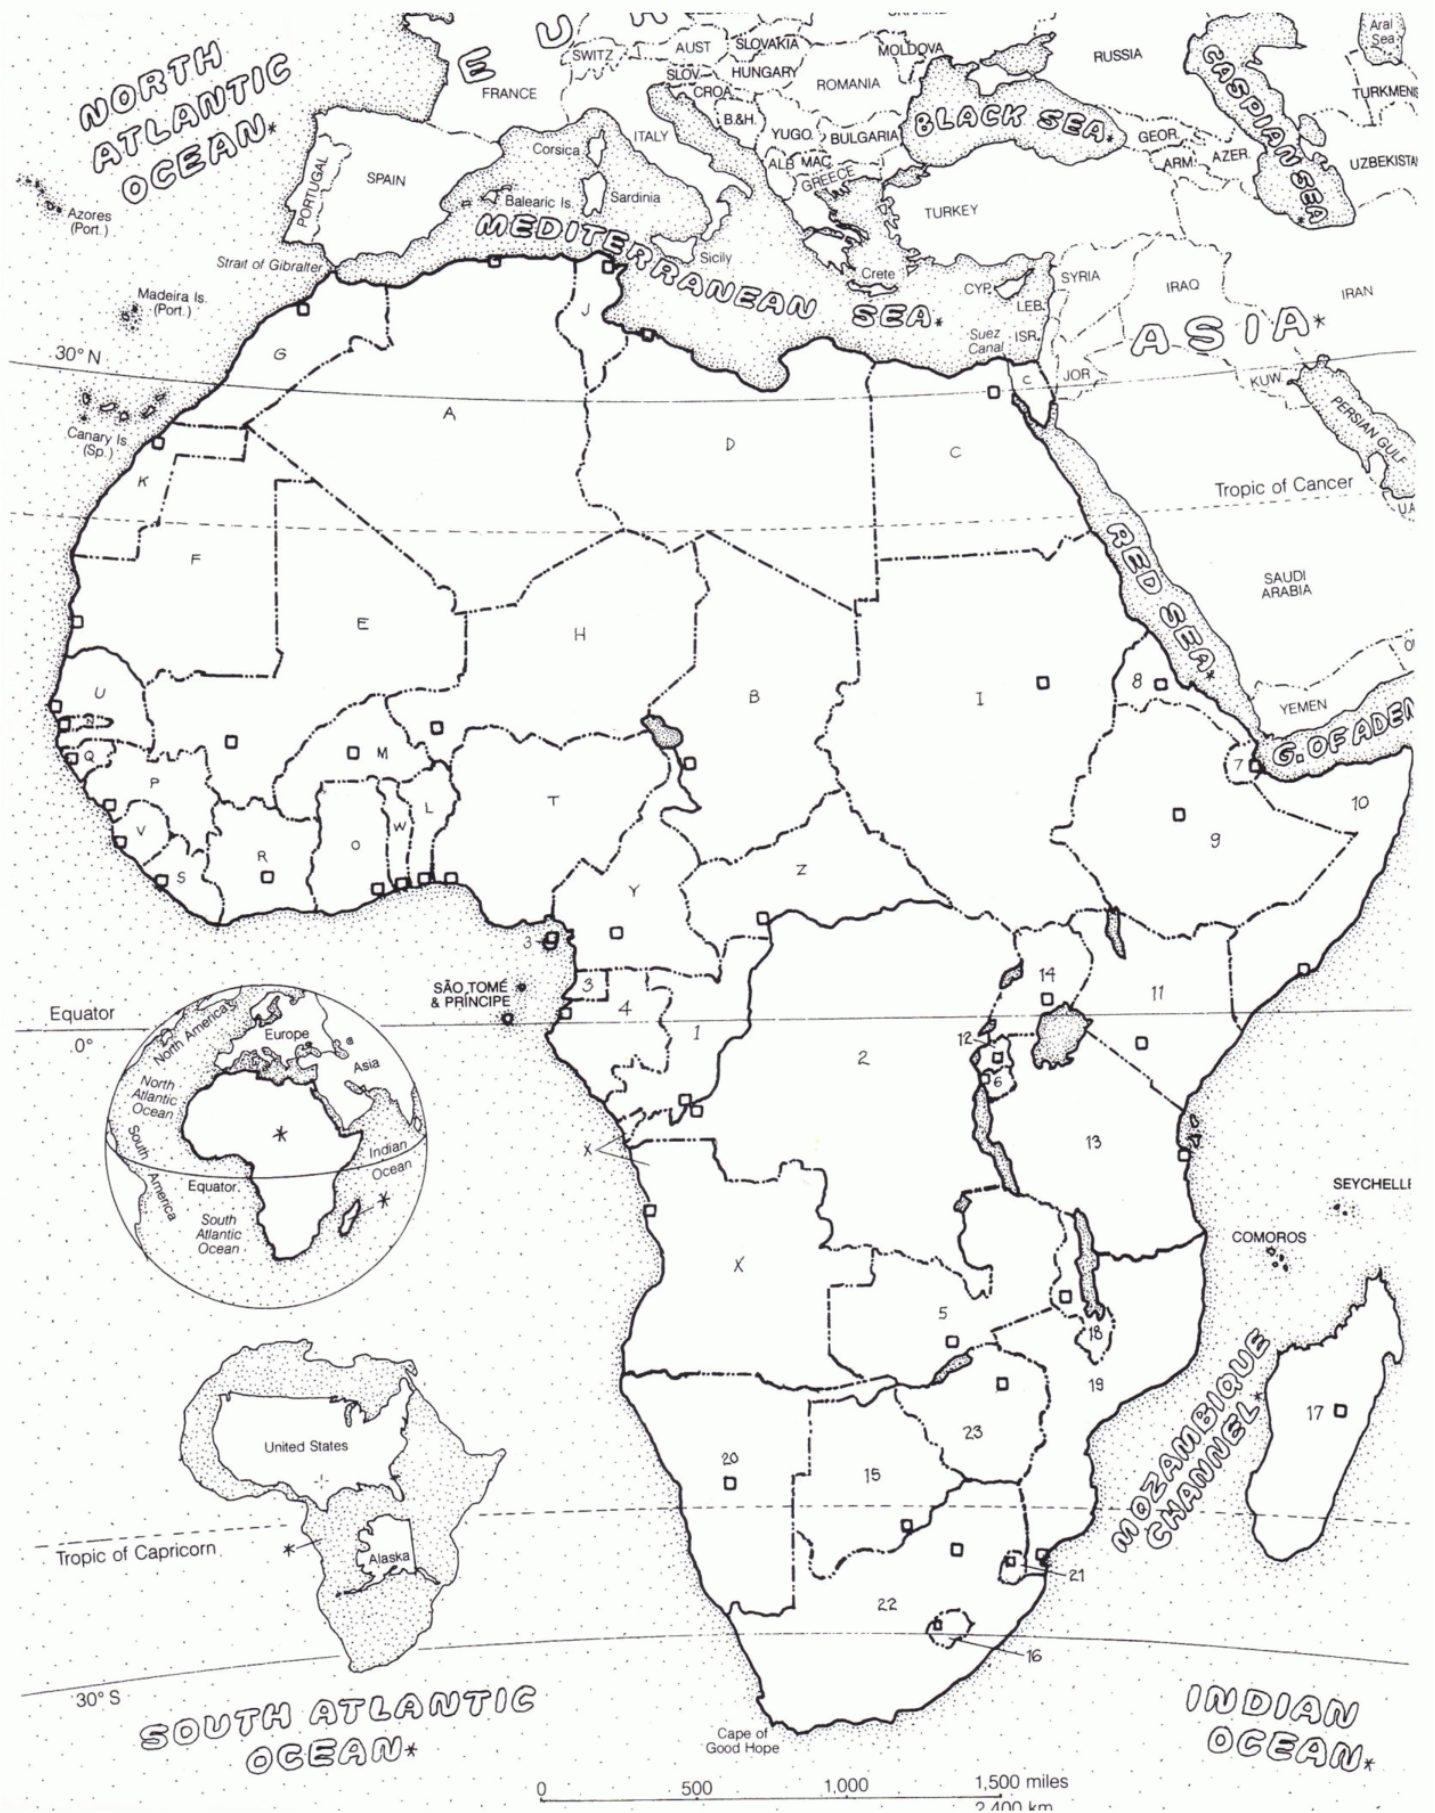 NORTH
ATLANTIC
OCEAN*
E
U
R
FRANCE
SWITZ
AUST
SLOVAKIA
HUNGARY
SLOV
CROA
MOLDOVA
ROMANIA
RUSSIA
Aral
Sea
CASPIAN SEA*
B.&H.
YUGO.
BULGARIA
BLACK SEA*
GEOR.
ARM.
AZER.
TURKMENIS
UZBEKISTA
ITALY
Corsica
ALB
MAC
GREECE
PORTUGAL
SPAIN
Balearic Is.
Sardinia
TURKEY
Azores
(Port.)
MEDITERRANEAN SEA*
Strait of Gibralter
Sicily
Crete
CYP.
SYRIA
LEB.
IRAQ
IRAN
Madeira Is.
(Port.)
Suez
Canal
ISR.
ASIA*
30° N
JOR
KUW.
PERSIAN GULF
Canary Is.
(Sp.)
Tropic of Cancer
U.A
G
J
A
D
C
C
K
F
E
H
B
I
RED SEA*
SAUDI
ARABIA
O
YEMEN
G. OF ADEN
U
N
Q
P
V
S
R
M
O
W
L
T
Y
Z
8
7
9
10
3
3
4
1
2
14
11
12
6
13
SÃO TOMÉ
& PRÍNCIPE
Equator
0°
North America
Europe
Asia
North
Atlantic
Ocean
*
South America
Indian
Ocean
*
Equator
South
Atlantic
Ocean
X
X
SEYCHELLE
COMOROS
5
18
19
17
MOZAMBIQUE
CHANNEL*
20
15
23
22
21
16
United States
Alaska
*
Tropic of Capricorn
30° S
SOUTH ATLANTIC
OCEAN*
Cape of
Good Hope
INDIAN
OCEAN*
0 500 1,000 1,500 miles
2,400 km